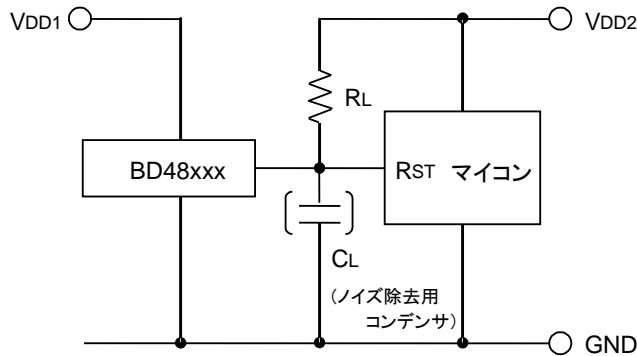 VDD1
VDD2
RL
BD48xxx
RST マイコン
CL
(ノイズ除去用
コンデンサ)
GND